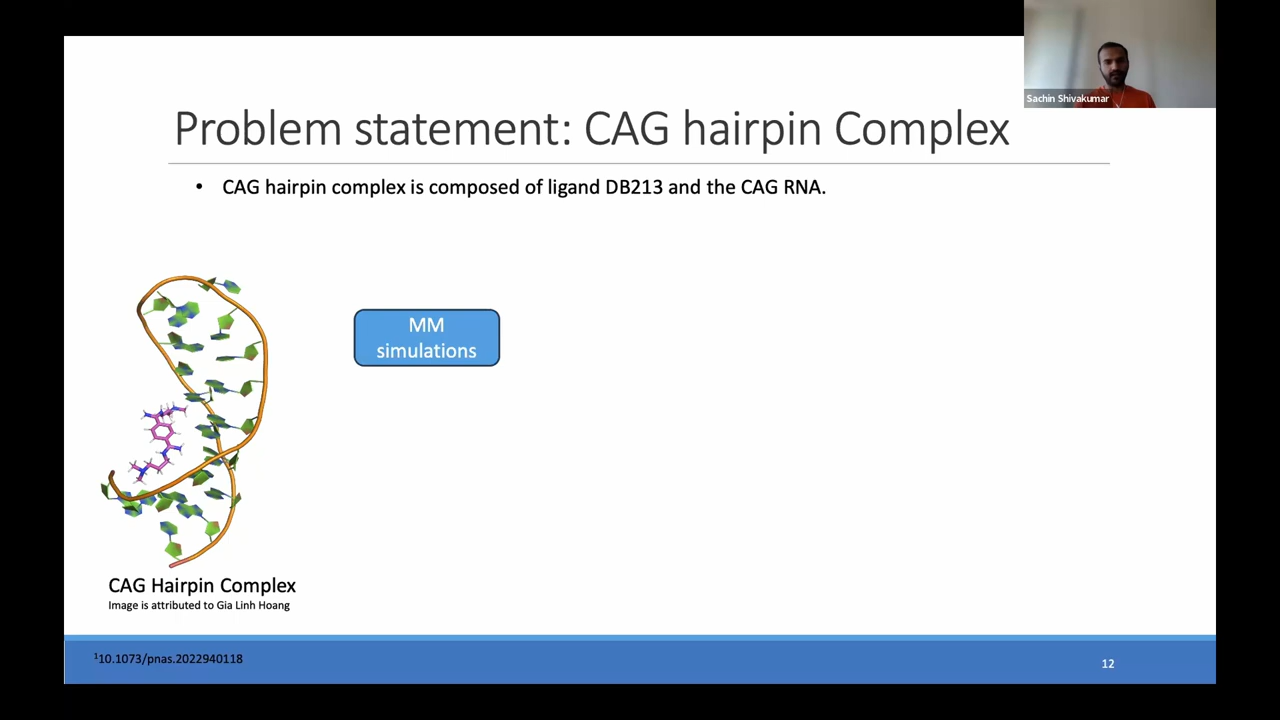 Sachin Shivakumar
Problem statement: CAG hairpin Complex
• CAG hairpin complex is composed of ligand DB213 and the CAG RNA.
MM
simulations
CAG Hairpin Complex
Image is attributed to Gia Linh Hoang
¹10.1073/pnas.2022940118
12